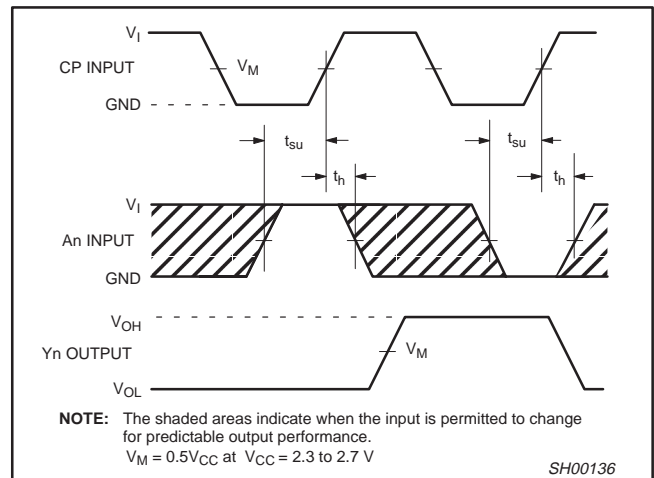 V_I
CP INPUT
V_M
GND
t_su
t_su
t_h
t_h
V_I
An INPUT
GND
V_OH
Yn OUTPUT
V_M
V_OL
NOTE: The shaded areas indicate when the input is permitted to change
for predictable output performance.
V_M = 0.5V_CC at V_CC = 2.3 to 2.7 V
SH00136